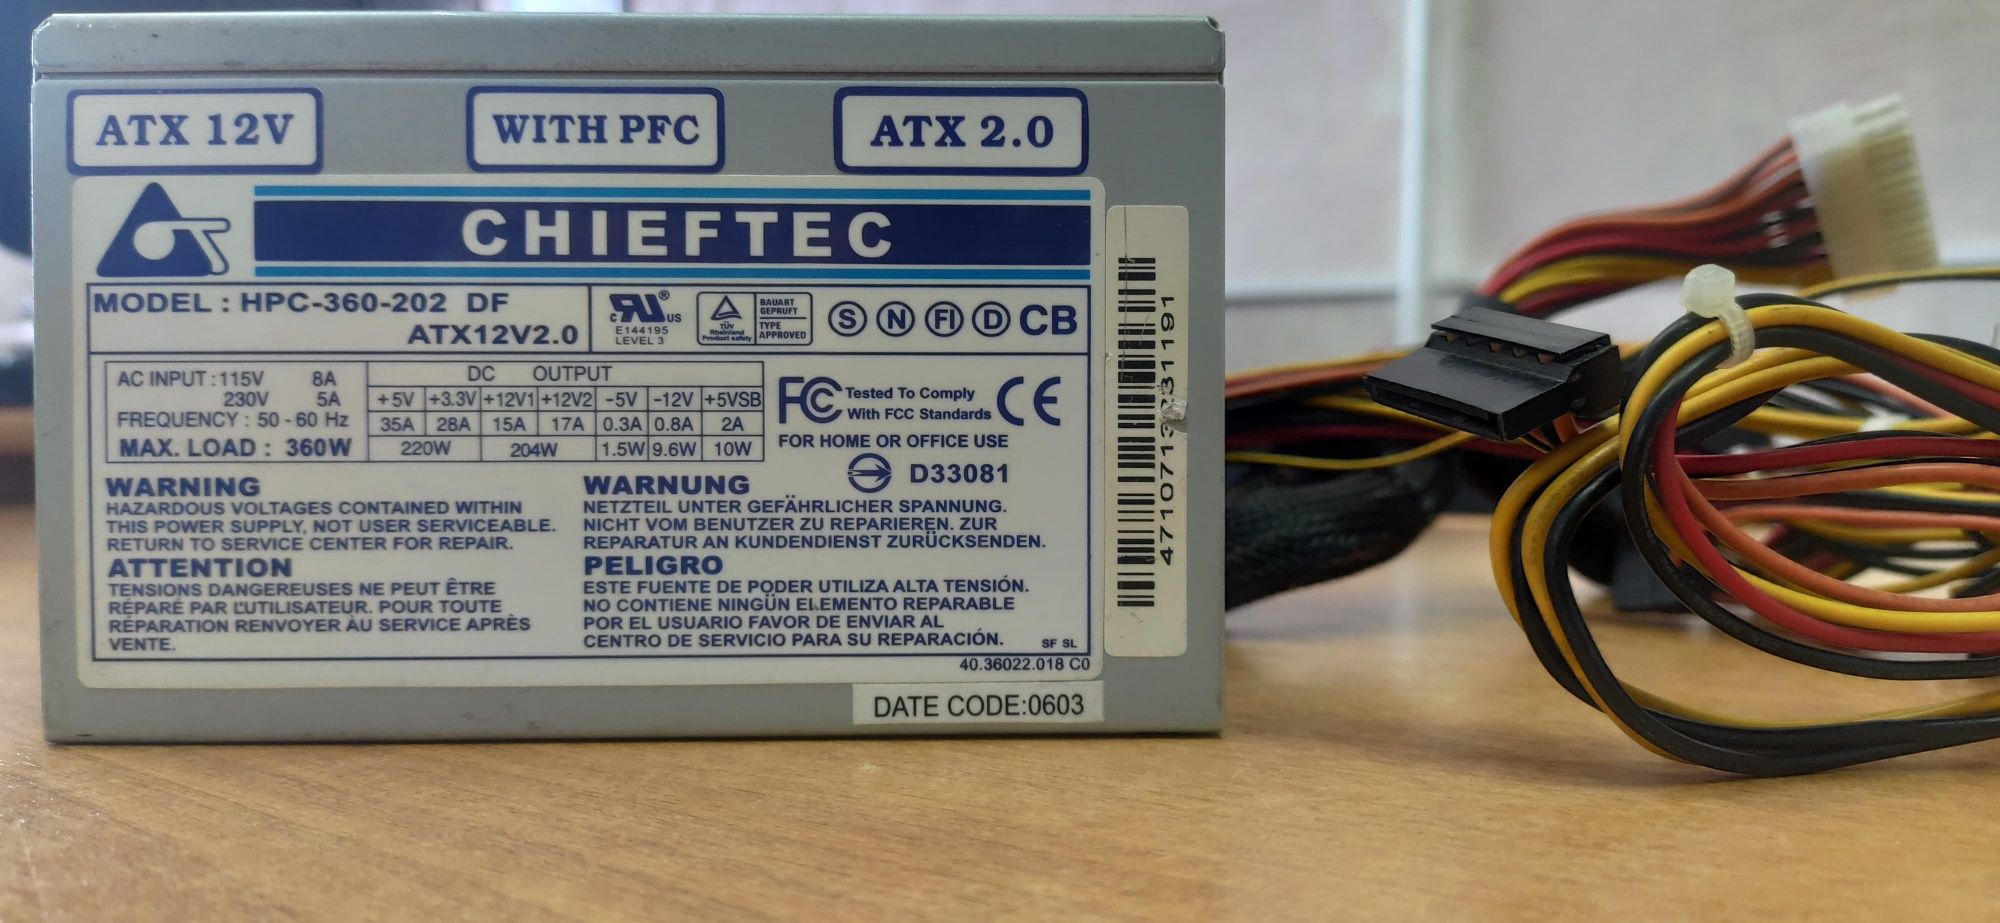 ATX 12V
WITH PFC
ATX 2.0
CHIEFTEC
MODEL : HPC-360-202 DF
ATX12V2.0
c RU ® US
E144195
LEVEL 3
TÜV
Rheinland
Product safety
BAUART
GEPRUFT
TYPE
APPROVED
S N FI D CB
AC INPUT : 115V 8A
230V 5A
FREQUENCY : 50 - 60 Hz
MAX. LOAD : 360W
DC OUTPUT
+5V +3.3V +12V1 +12V2 -5V -12V +5VSB
35A 28A 15A 17A 0.3A 0.8A 2A
220W 204W 1.5W 9.6W 10W
FC Tested To Comply
With FCC Standards CE
FOR HOME OR OFFICE USE
D33081
WARNING
HAZARDOUS VOLTAGES CONTAINED WITHIN
THIS POWER SUPPLY, NOT USER SERVICEABLE.
RETURN TO SERVICE CENTER FOR REPAIR.
WARNUNG
NETZTEIL UNTER GEFÄHRLICHER SPANNUNG.
NICHT VOM BENUTZER ZU REPARIEREN. ZUR
REPARATUR AN KUNDENDIENST ZURÜCKSENDEN.
ATTENTION
TENSIONS DANGEREUSES NE PEUT ÊTRE
RÉPARÉ PAR L'UTILISATEUR. POUR TOUTE
RÉPARATION RENVOYER ÀU SERVICE APRÈS
VENTE.
PELIGRO
ESTE FUENTE DE PODER UTILIZA ALTA TENSIÓN.
NO CONTIENE NINGÚN ELEMENTO REPARABLE
POR EL USUARIO FAVOR DE ENVIAR AL
CENTRO DE SERVICIO PARA SU REPARACIÓN.
SF SL
40.36022.018 C0
DATE CODE:0603